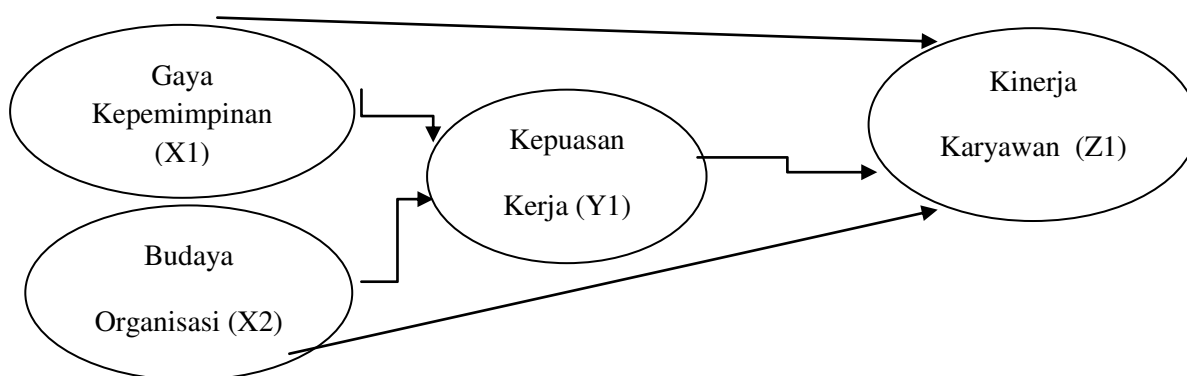 Gaya
Kepemimpinan
(X1)
Budaya
Organisasi (X2)
Kepuasan
Kerja (Y1)
Kinerja
Karyawan (Z1)